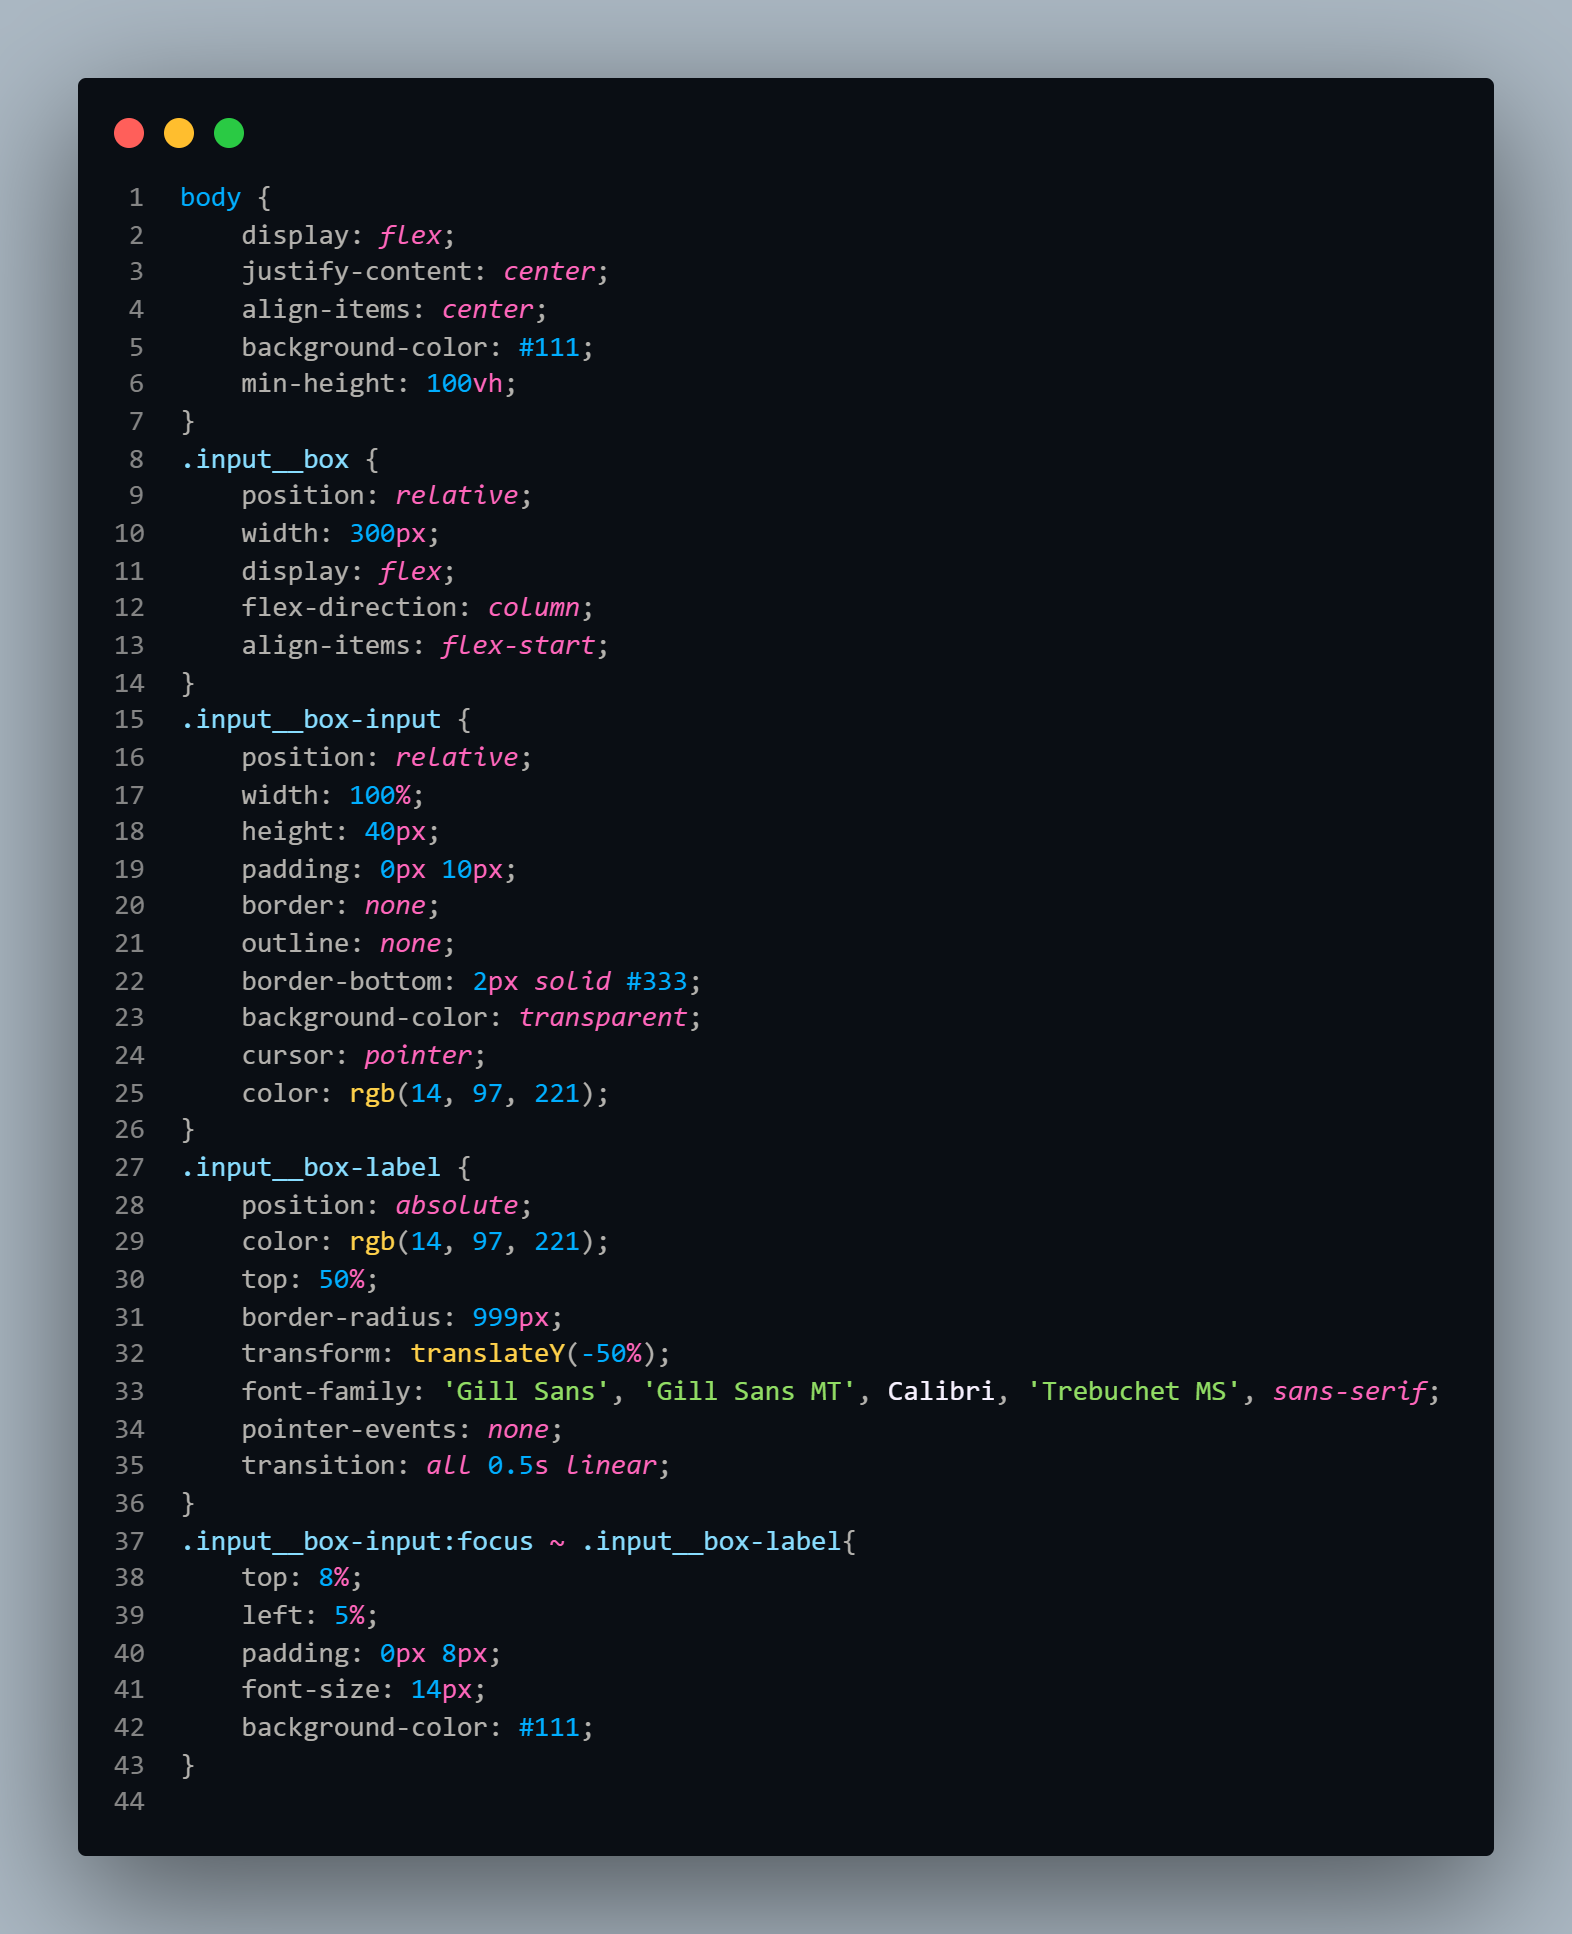 1 body {
2     display: flex;
3     justify-content: center;
4     align-items: center;
5     background-color: #111;
6     min-height: 100vh;
7 }
8 .input__box {
9     position: relative;
10     width: 300px;
11     display: flex;
12     flex-direction: column;
13     align-items: flex-start;
14 }
15 .input__box-input {
16     position: relative;
17     width: 100%;
18     height: 40px;
19     padding: 0px 10px;
20     border: none;
21     outline: none;
22     border-bottom: 2px solid #333;
23     background-color: transparent;
24     cursor: pointer;
25     color: rgb(14, 97, 221);
26 }
27 .input__box-label {
28     position: absolute;
29     color: rgb(14, 97, 221);
30     top: 50%;
31     border-radius: 999px;
32     transform: translateY(-50%);
33     font-family: 'Gill Sans', 'Gill Sans MT', Calibri, 'Trebuchet MS', sans-serif;
34     pointer-events: none;
35     transition: all 0.5s linear;
36 }
37 .input__box-input:focus ~ .input__box-label{
38     top: 8%;
39     left: 5%;
40     padding: 0px 8px;
41     font-size: 14px;
42     background-color: #111;
43 }
44